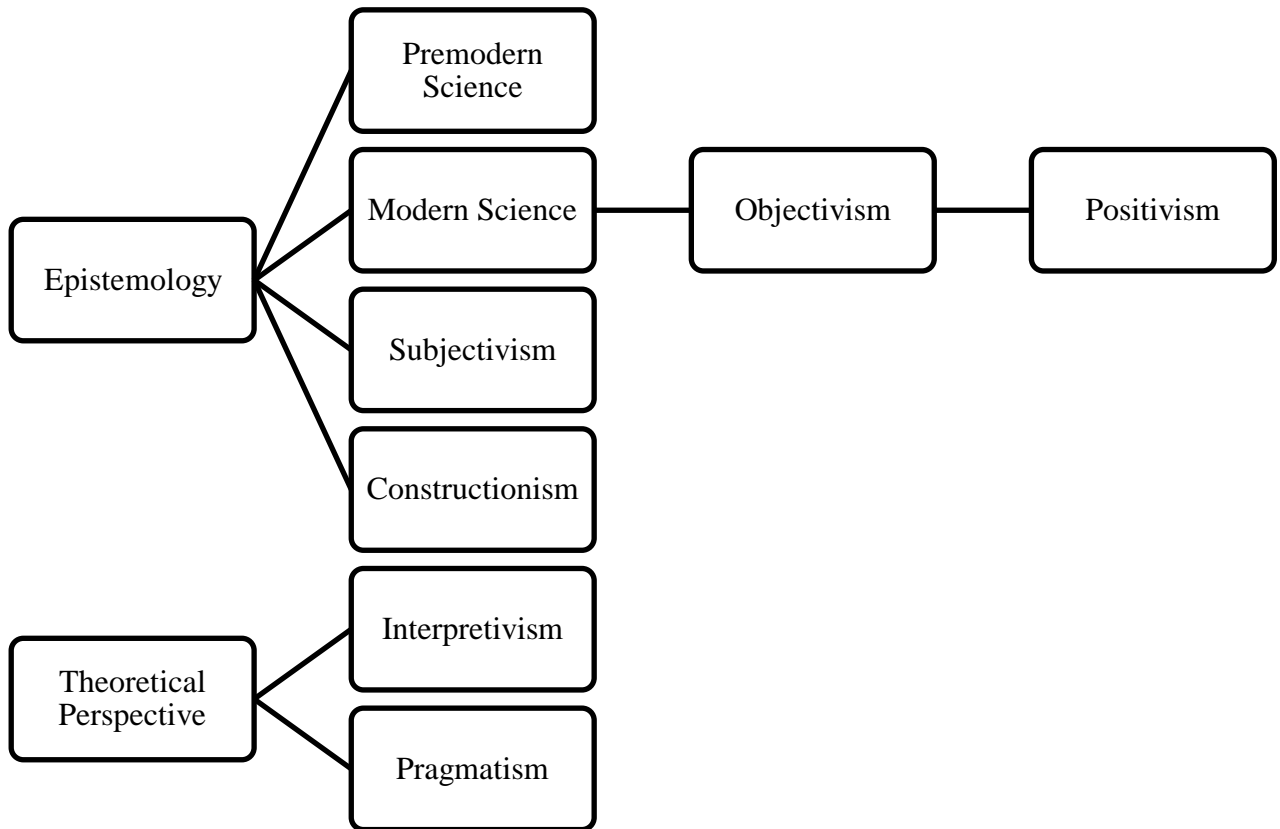 Premodern
Science
Modern Science
Objectivism
Positivism
Epistemology
Subjectivism
Constructionism
Interpretivism
Theoretical
Perspective
Pragmatism